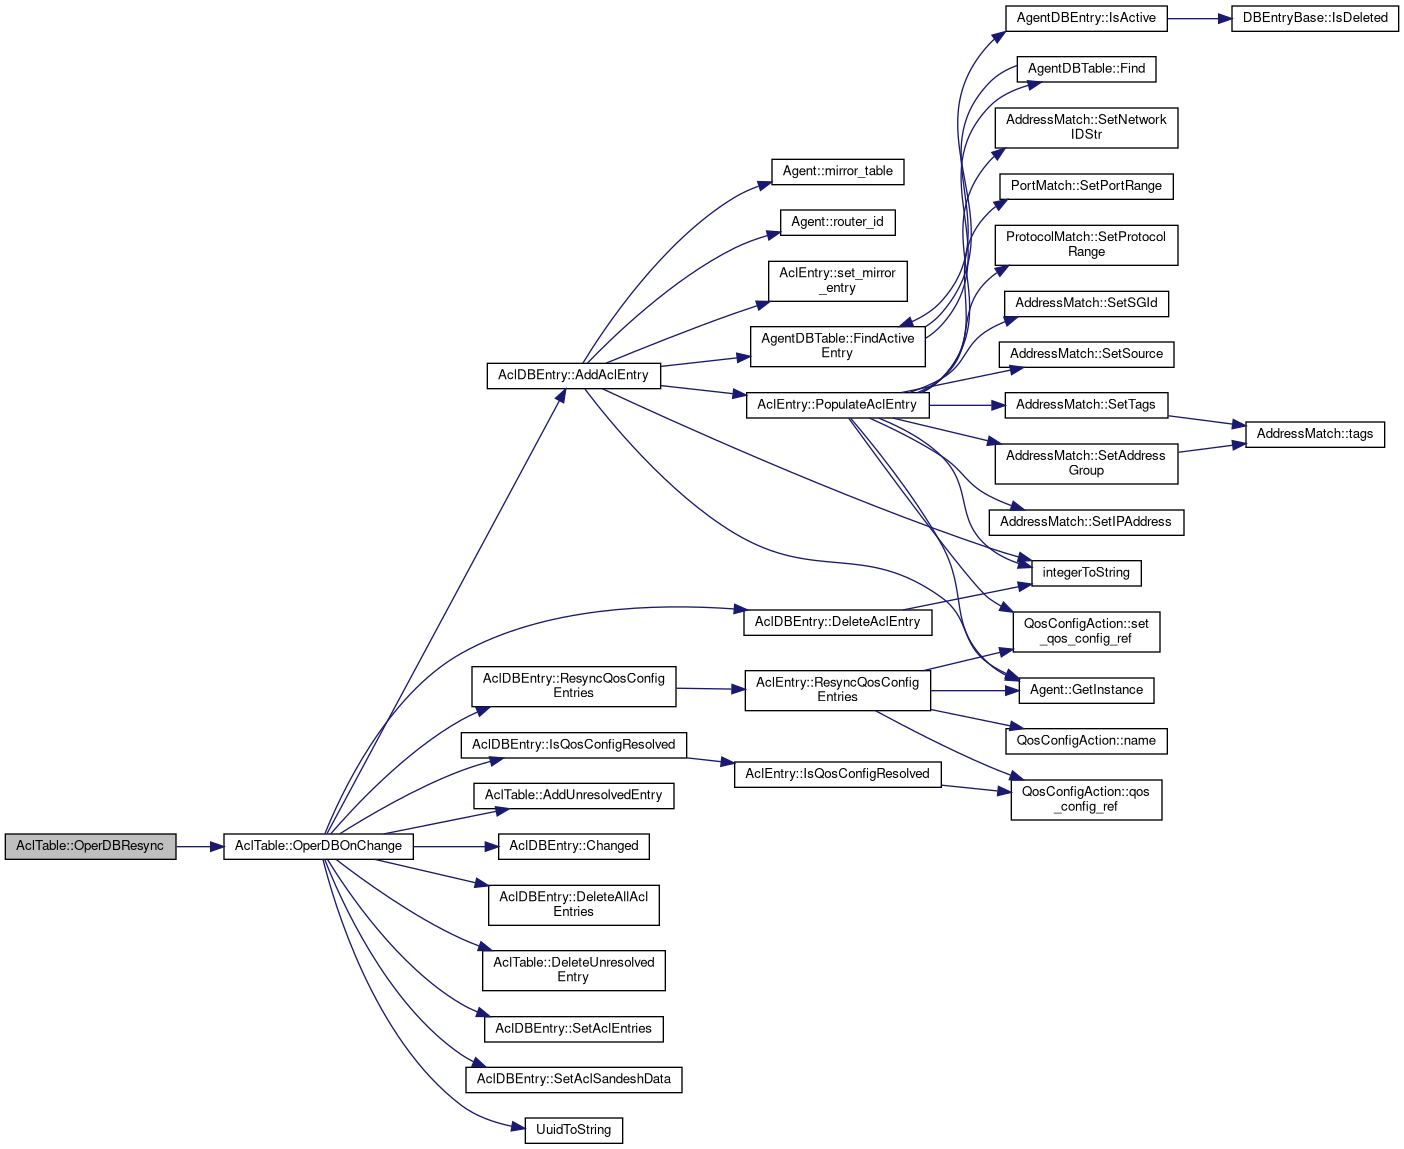 AgentDBEntry::IsActive
DBEntryBase::IsDeleted
AgentDBTable::Find
AddressMatch::SetNetwork
IDStr
Agent::mirror_table
PortMatch::SetPortRange
Agent::router_id
ProtocolMatch::SetProtocol
Range
AclEntry::set_mirror
_entry
AddressMatch::SetSGId
AgentDBTable::FindActive
Entry
AddressMatch::SetSource
AclDBEntry::AddAclEntry
AclEntry::PopulateAclEntry
AddressMatch::SetTags
AddressMatch::tags
AddressMatch::SetAddress
Group
AddressMatch::SetIPAddress
integerToString
AclDBEntry::DeleteAclEntry
QosConfigAction::set
_qos_config_ref
AclDBEntry::ResyncQosConfig
Entries
AclEntry::ResyncQosConfig
Entries
Agent::GetInstance
QosConfigAction::name
AclDBEntry::IsQosConfigResolved
AclEntry::IsQosConfigResolved
QosConfigAction::qos
_config_ref
AclTable::AddUnresolvedEntry
AclTable::OperDBResync
AclTable::OperDBOnChange
AclDBEntry::Changed
AclDBEntry::DeleteAllAcl
Entries
AclTable::DeleteUnresolved
Entry
AclDBEntry::SetAclEntries
AclDBEntry::SetAclSandeshData
UuidToString